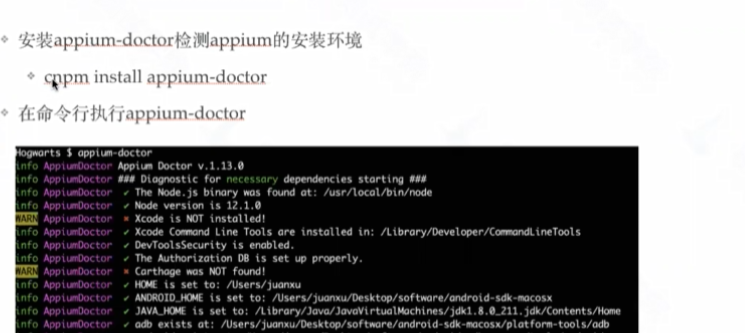 安装appium-doctor检测appium的安装环境
cnpm install appium-doctor
在命令行执行appium-doctor
Hogwarts $ appium-doctor
info AppiumDoctor Appium Doctor v.1.13.0
info AppiumDoctor ### Diagnostic for necessary dependencies starting ###
info AppiumDoctor ✔ The Node.js binary was found at: /usr/local/bin/node
info AppiumDoctor ✔ Node version is 12.1.0
WARN AppiumDoctor ✖ Xcode is NOT installed!
info AppiumDoctor ✔ Xcode Command Line Tools are installed in: /Library/Developer/CommandLineTools
info AppiumDoctor ✔ DevToolsSecurity is enabled.
info AppiumDoctor ✔ The Authorization DB is set up properly.
WARN AppiumDoctor ✖ Carthage was NOT found!
info AppiumDoctor ✔ HOME is set to: /Users/juanxu
info AppiumDoctor ✔ ANDROID_HOME is set to: /Users/juanxu/Desktop/software/android-sdk-macosx
info AppiumDoctor ✔ JAVA_HOME is set to: /Library/Java/JavaVirtualMachines/jdk1.8.0_211.jdk/Contents/Home
info AppiumDoctor ✔ adb exists at: /Users/juanxu/Desktop/software/android-sdk-macosx/platform-tools/adb